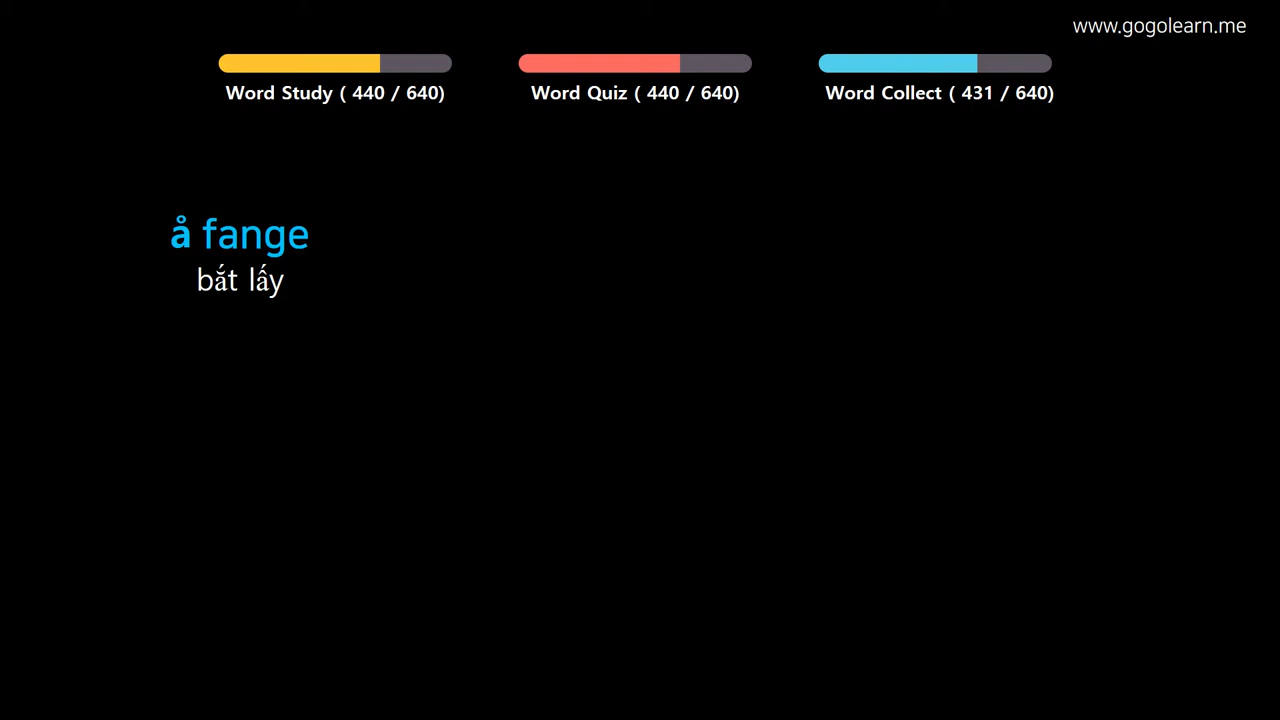 www.gogolearn.me
Word Study ( 440 / 640)
Word Quiz ( 440 / 640)
Word Collect ( 431 / 640)
å fange
bắt lấy